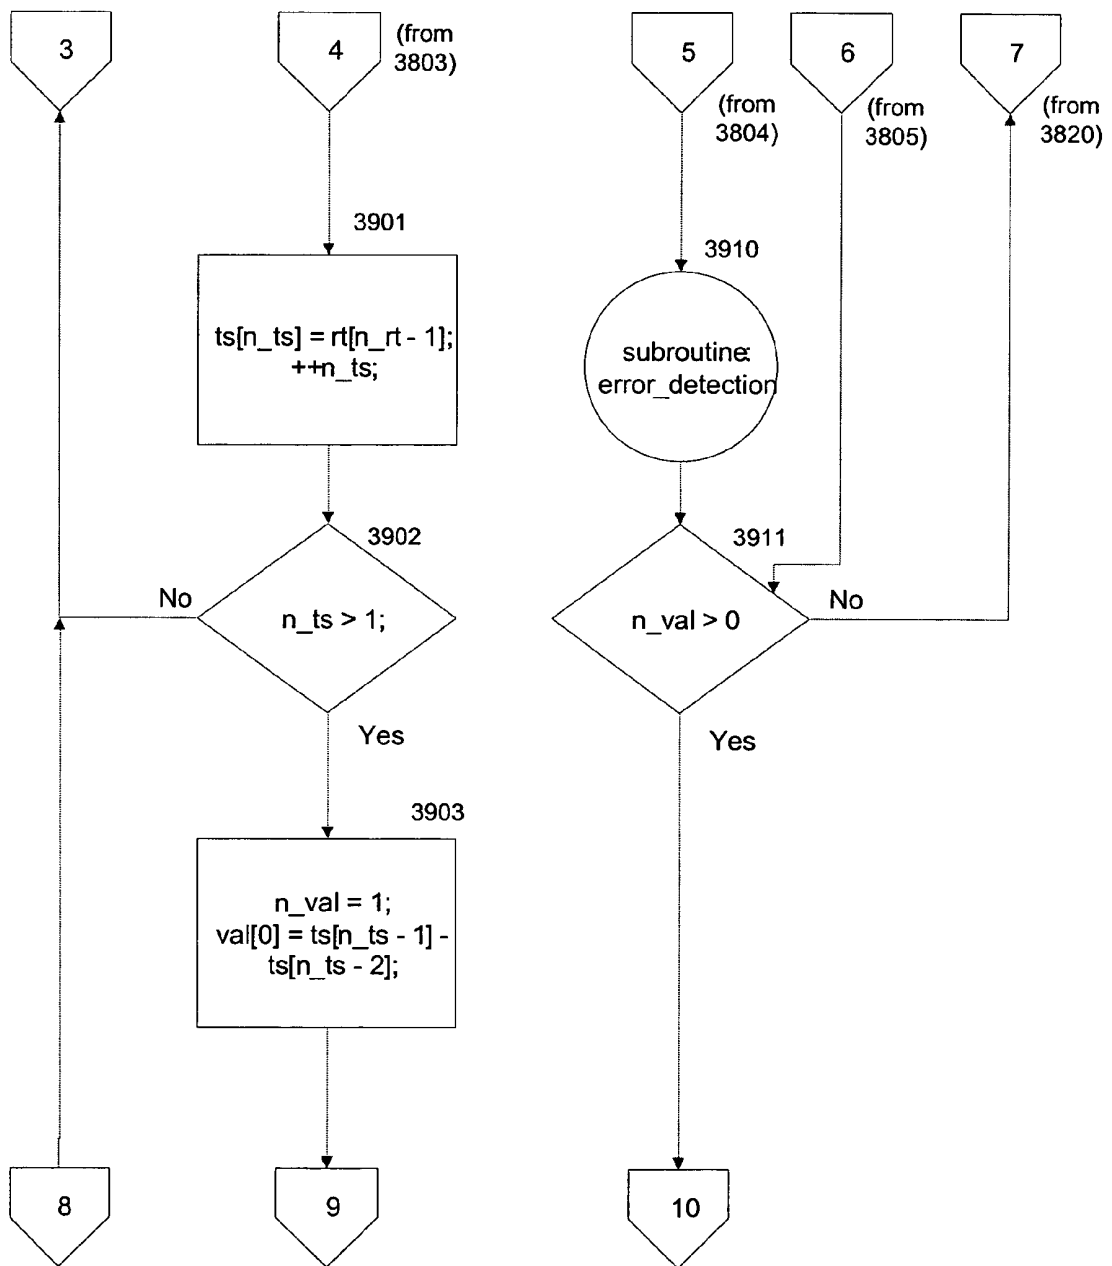 3
4
(from
3803)
5
(from
3804)
6
(from
3805)
7
(from
3820)
3901
ts[n_ts] = rt[n_rt - 1];
++n_ts;
3910
subroutine:
error_detection
3902
No
n_ts > 1;
Yes
3911
n_val > 0
No
Yes
3903
n_val = 1;
val[0] = ts[n_ts - 1] -
ts[n_ts - 2];
8
9
10